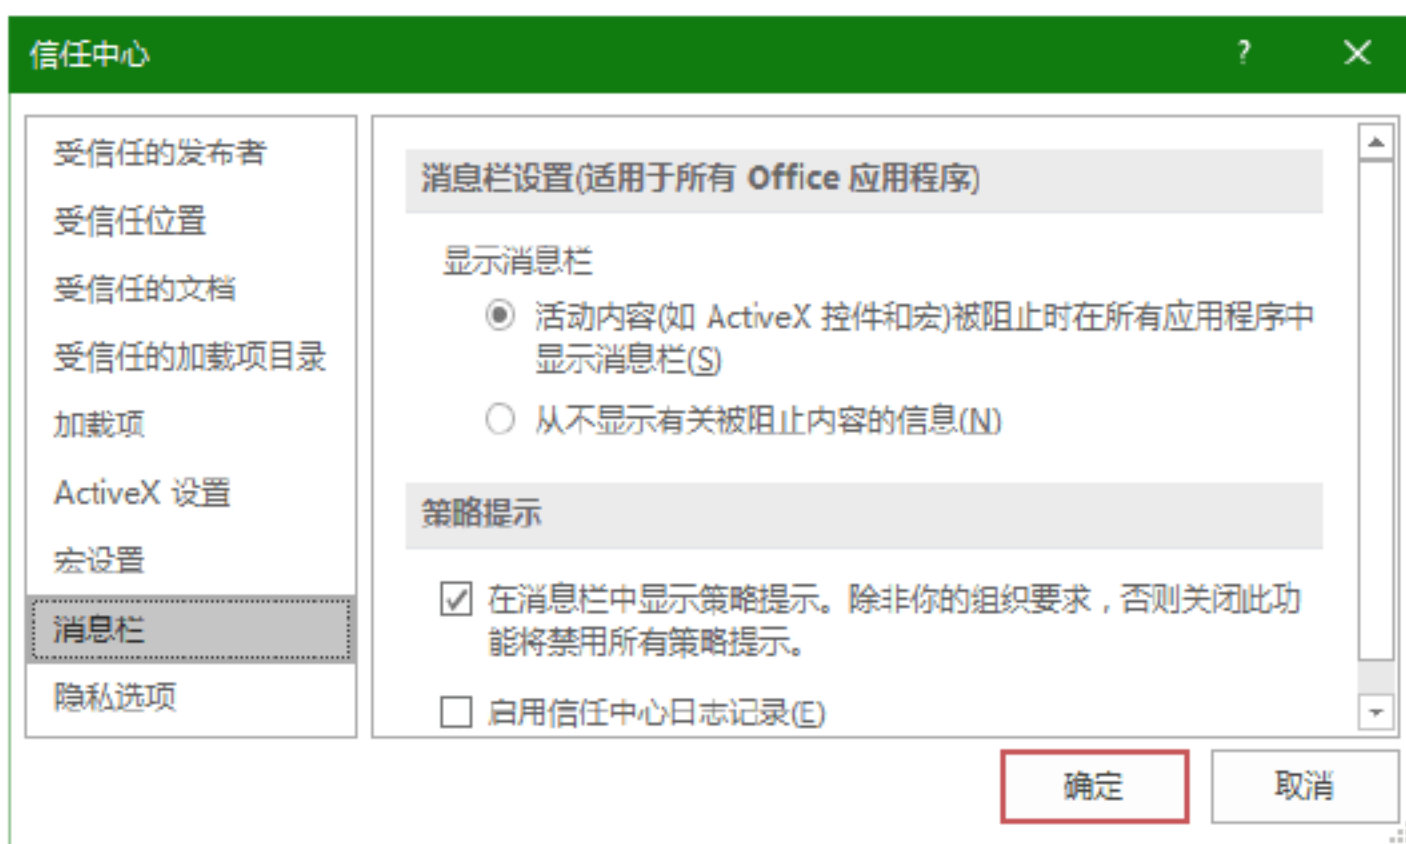 信任中心
受信任的发布者
受信任位置
受信任的文档
受信任的加载项目录
加载项
ActiveX 设置
宏设置
消息栏
隐私选项
消息栏设置(适用于所有 Office 应用程序)
显示消息栏
活动内容(如 ActiveX 控件和宏)被阻止时在所有应用程序中
显示消息栏(S)
从不显示有关被阻止内容的信息(N)
策略提示
在消息栏中显示策略提示。除非你的组织要求，否则关闭此功
能将禁用所有策略提示。
启用信任中心日志记录(E)
确定
取消